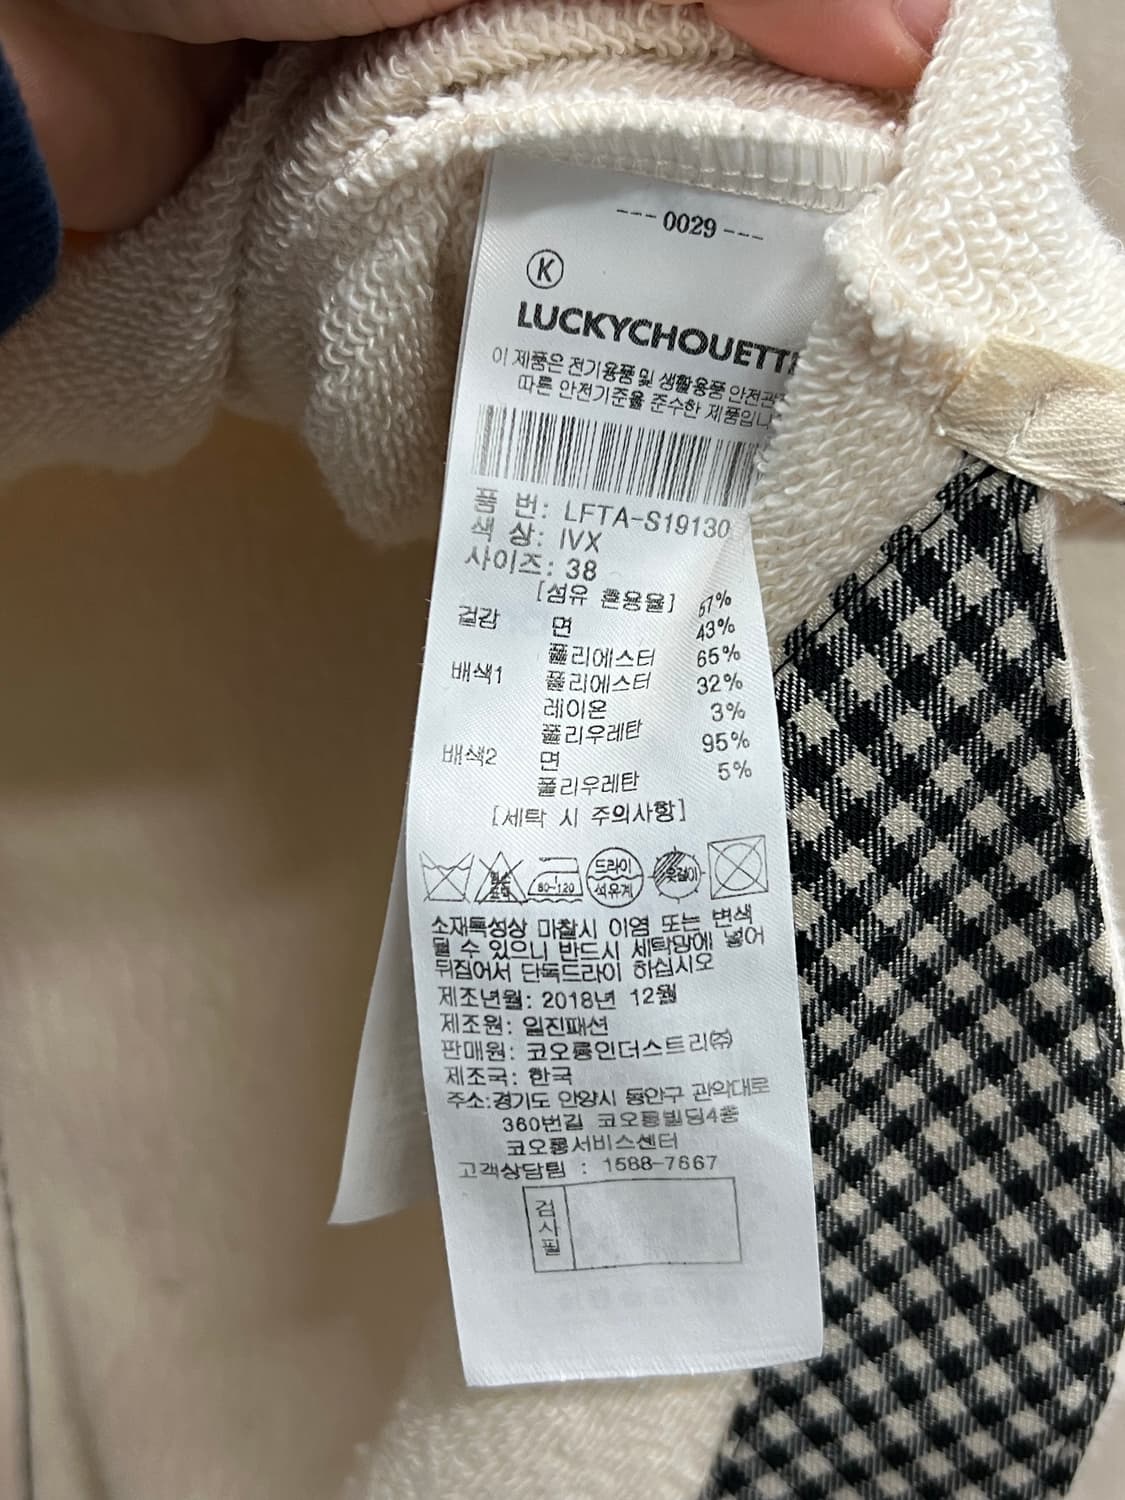 --- 0029 ---
K
LUCKYCHOUETT
이 제품은 전기용품및 생활용품 안전관
따른 안전기준을 준수한 제품입니
품 번: LFTA-S19130
색 상: IVX
사이즈: 38
[섬유 혼용율]
겉감 면 57%
폴리에스터 43%
배색1 폴리에스터 65%
레이온 32%
폴리우레탄 3%
배색2 면 95%
폴리우레탄 5%
[세탁 시 주의사항]
염소 표백 80~120 드라이 석유계 옷걸이
소재특성상 마찰시 이염 또는 변색
될 수 있으니 반드시 세탁망에 넣어
뒤집어서 단독드라이 하십시오
제조년월: 2018년 12월
제조원: 일진패션
판매원: 코오롱인더스트리㈜
제조국: 한국
주소:경기도 안양시 동안구 관악대로
360번길 코오롱빌딩4층
코오롱서비스센터
고객상담팀 : 1588-7667
검사필